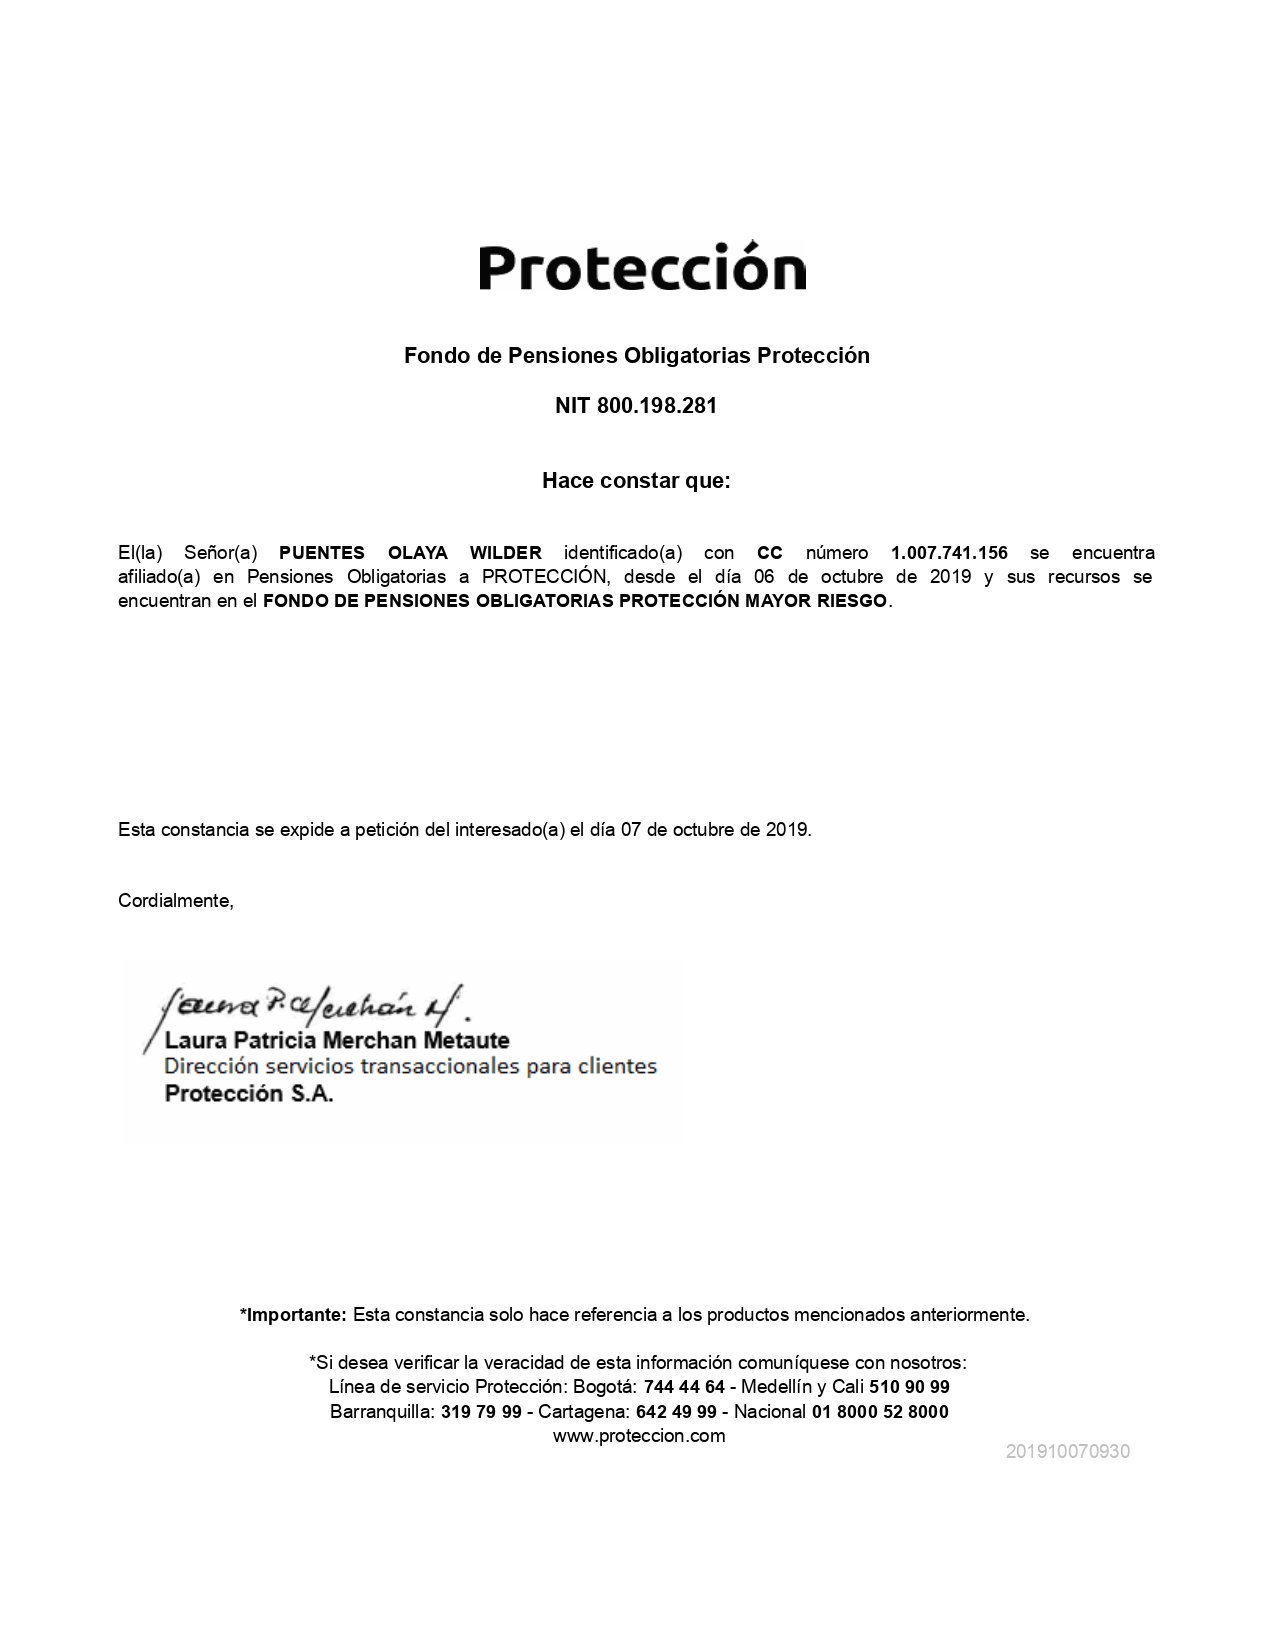 Protección
Fondo de Pensiones Obligatorias Protección
NIT 800.198.281
Hace constar que:
El(la) Señor(a) PUENTES OLAYA WILDER identificado(a) con CC número 1.007.741.156 se encuentra
afiliado(a) en Pensiones Obligatorias a PROTECCIÓN, desde el día 06 de octubre de 2019 y sus recursos se
encuentran en el FONDO DE PENSIONES OBLIGATORIAS PROTECCIÓN MAYOR RIESGO.
Esta constancia se expide a petición del interesado(a) el día 07 de octubre de 2019.
Cordialmente,
Laura P. Merchán M.
Laura Patricia Merchan Metaute
Dirección servicios transaccionales para clientes
Protección S.A.
*Importante: Esta constancia solo hace referencia a los productos mencionados anteriormente.
*Si desea verificar la veracidad de esta información comuníquese con nosotros:
Línea de servicio Protección: Bogotá: 744 44 64 - Medellín y Cali 510 90 99
Barranquilla: 319 79 99 - Cartagena: 642 49 99 - Nacional 01 8000 52 8000
www.proteccion.com
201910070930